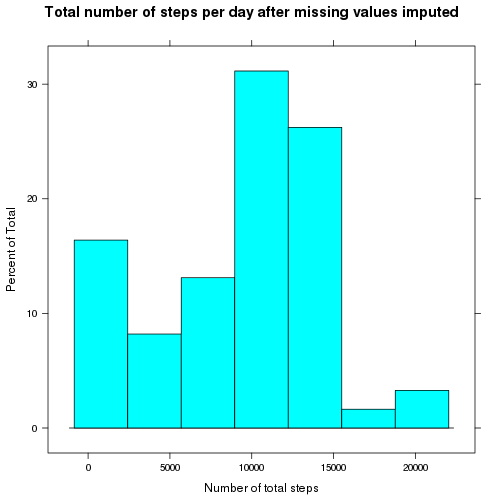 Total number of steps per day after missing values imputed
30
20
10
0
Percent of Total
0 5000 10000 15000 20000
Number of total steps